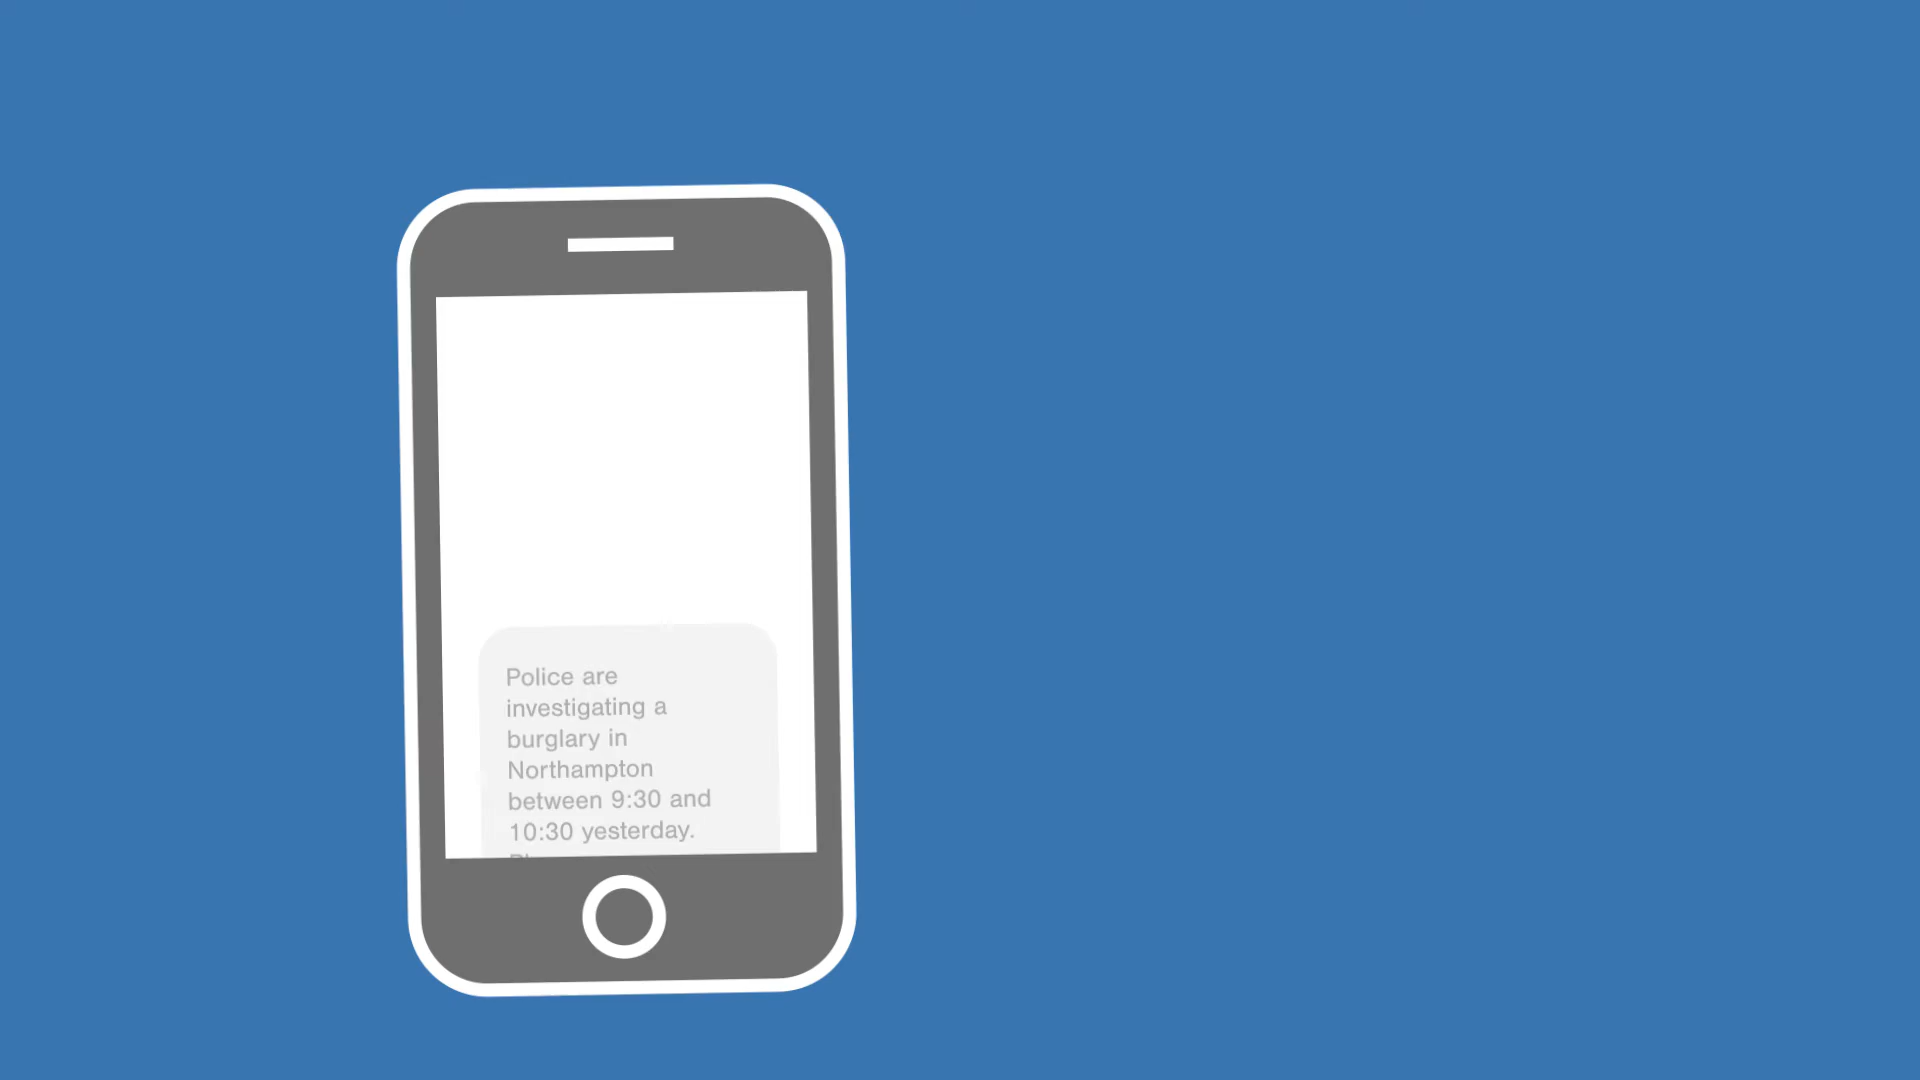 Police are
investigating a
burglary in
Northampton
between 9:30 and
10:30 yesterday.